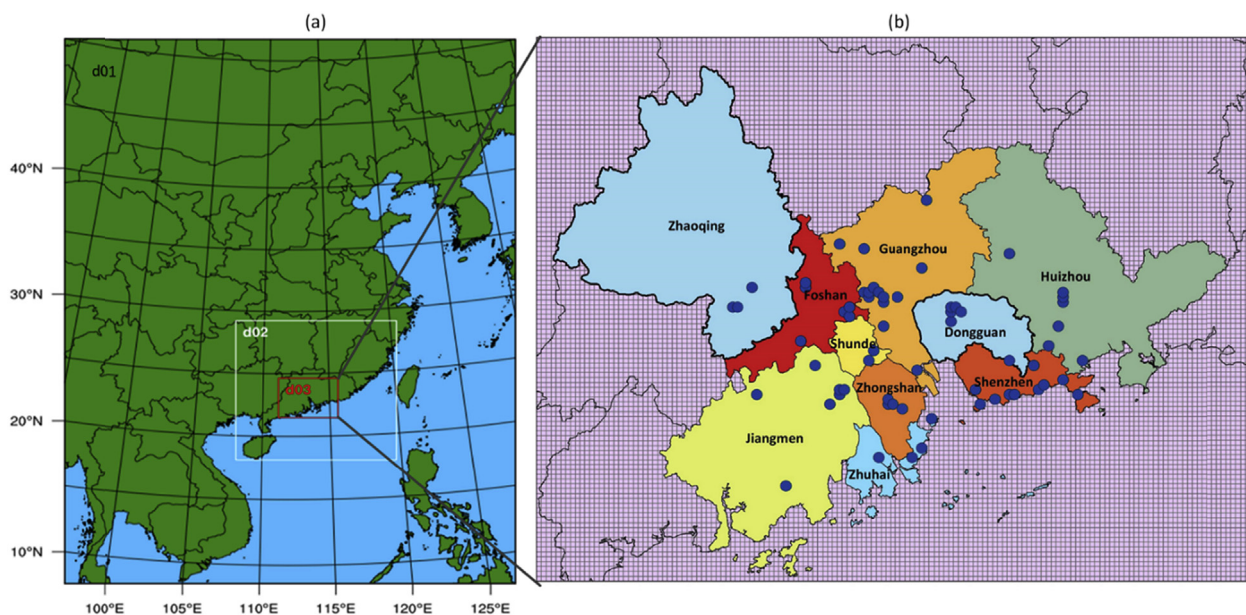 (a)
(b)
d01
40°N
30°N
20°N
10°N
d02
d03
100°E
105°E
110°E
115°E
120°E
125°E
Zhaoqing
Guangzhou
Huizhou
Foshan
Dongguan
Shunde
Shenzhen
Zhongshan
Jiangmen
Zhuhai